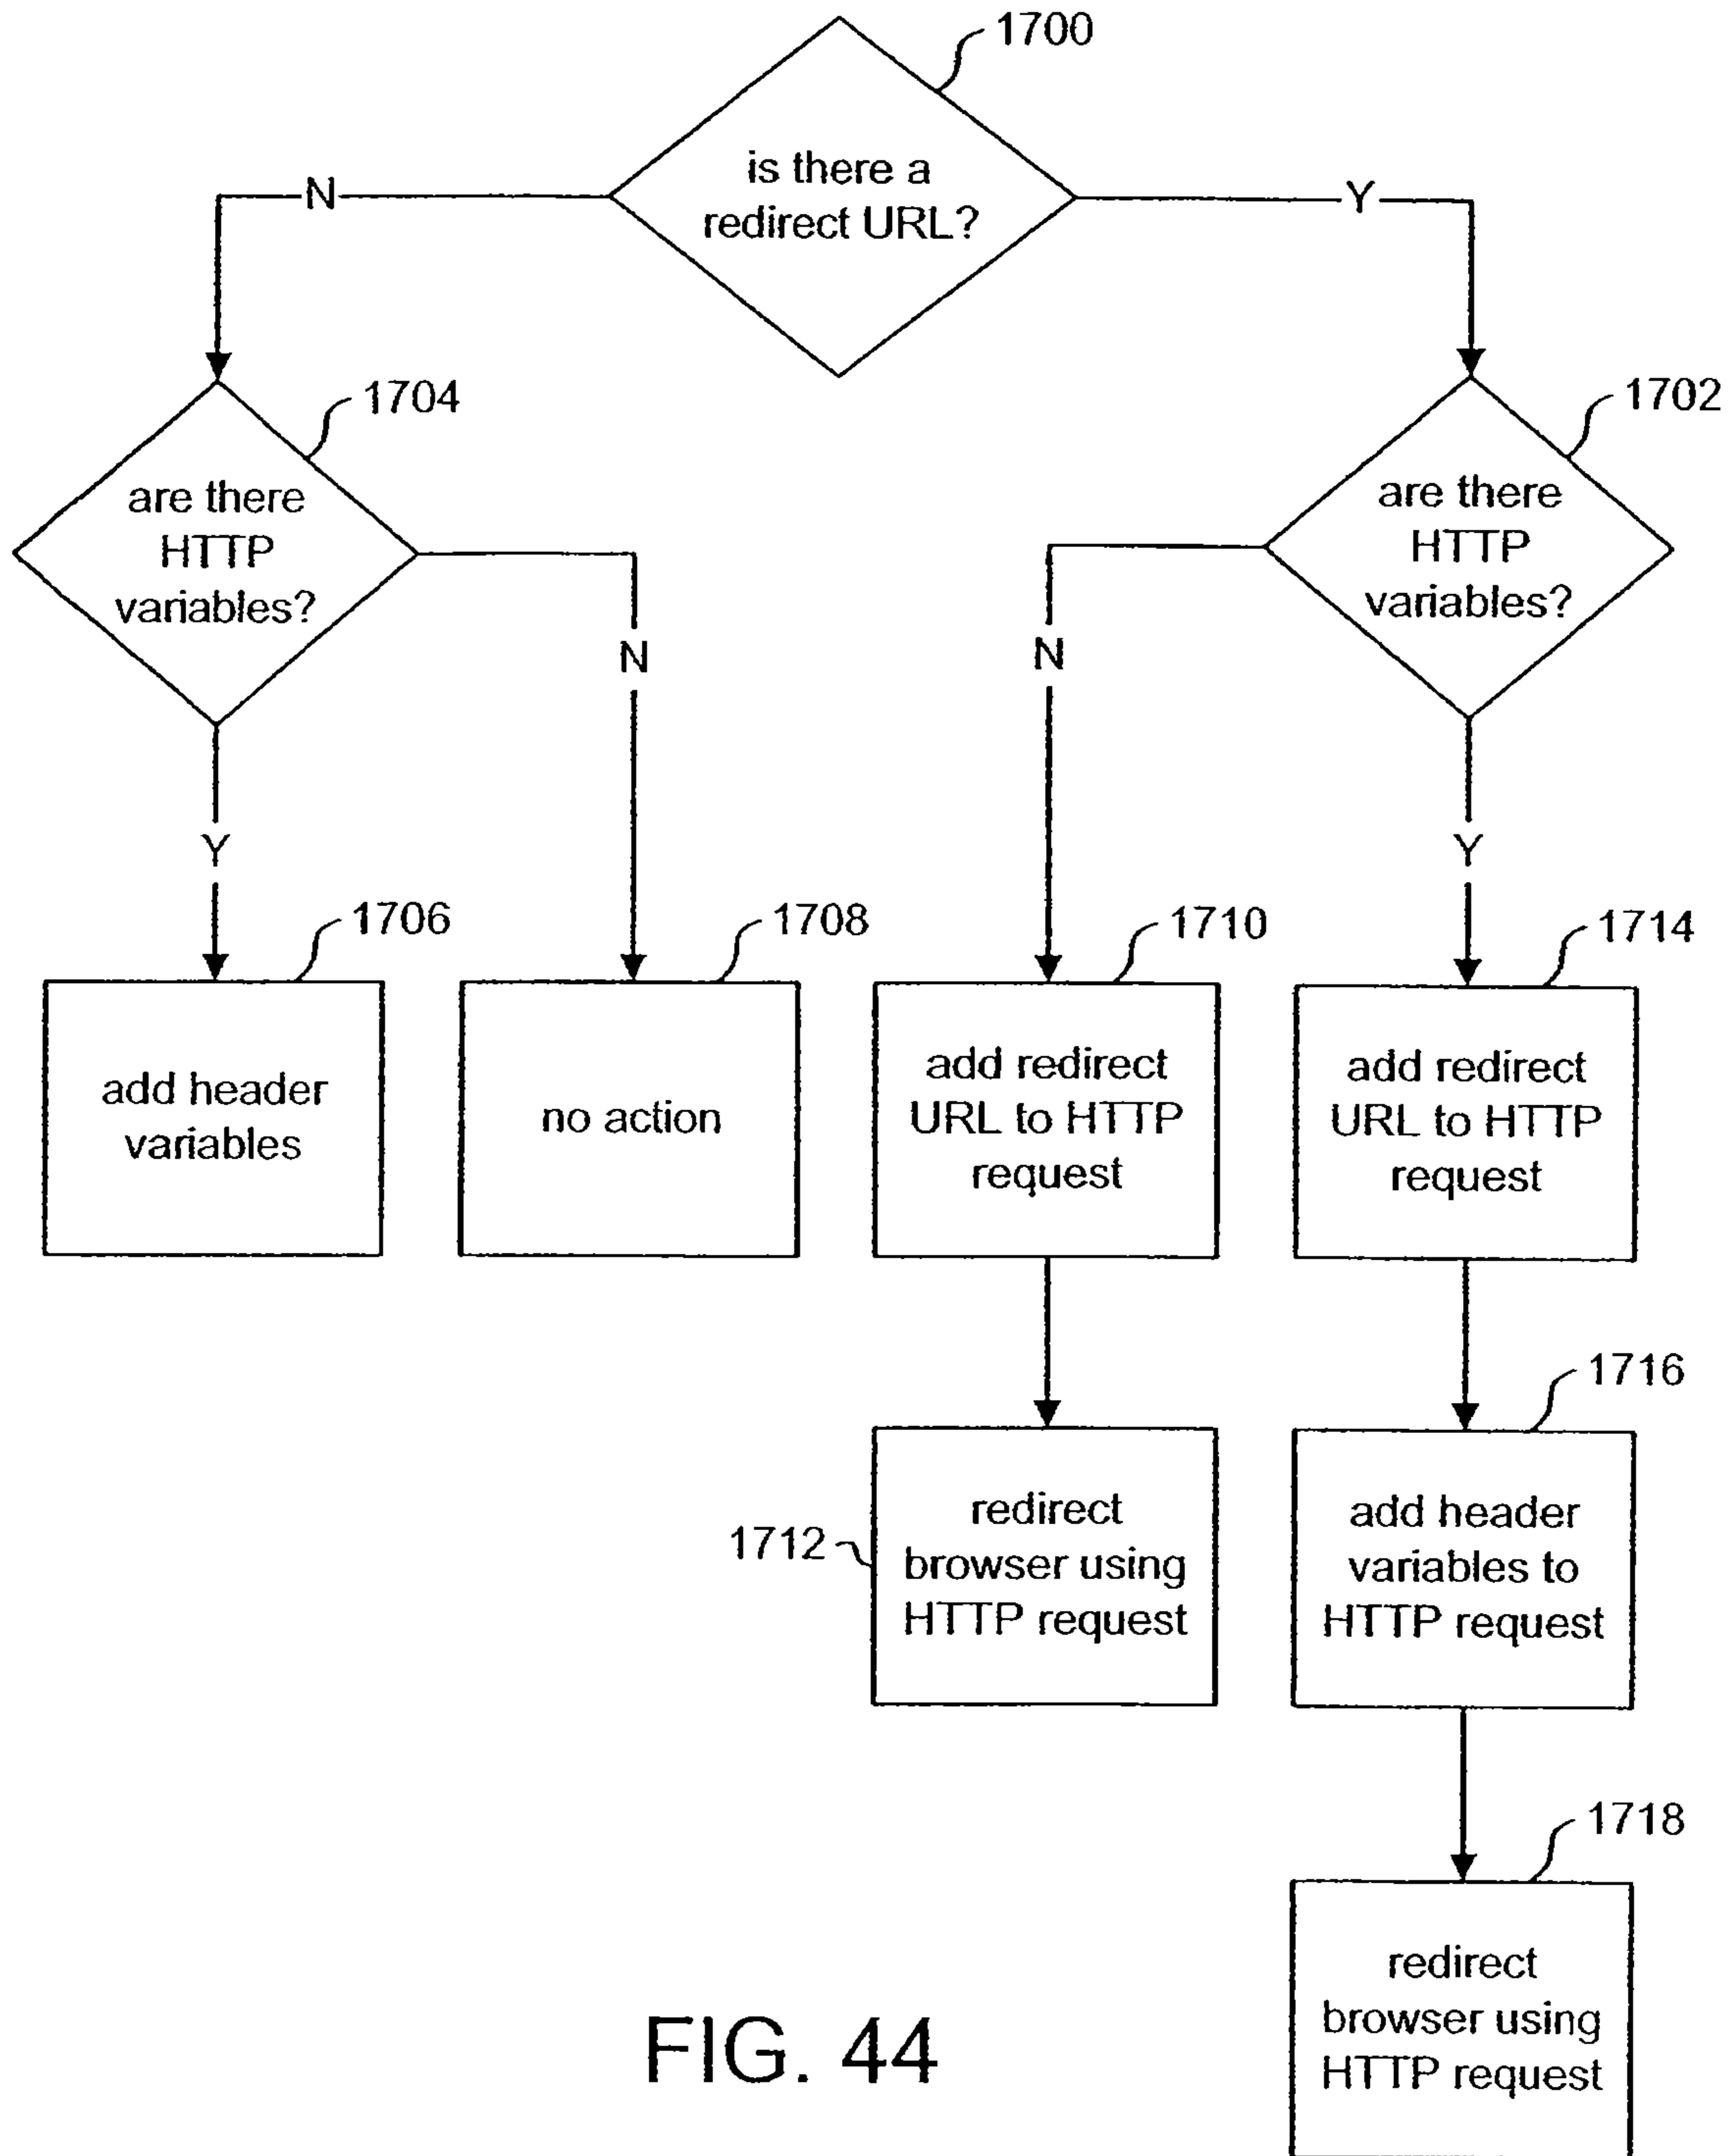 1700
is there a
redirect URL?
N
Y
1704
are there
HTTP
variables?
1702
are there
HTTP
variables?
N
N
Y
Y
1706
add header
variables
1708
no action
1710
add redirect
URL to HTTP
request
1714
add redirect
URL to HTTP
request
1712
redirect
browser using
HTTP request
1716
add header
variables to
HTTP request
1718
redirect
browser using
HTTP request
FIG. 44